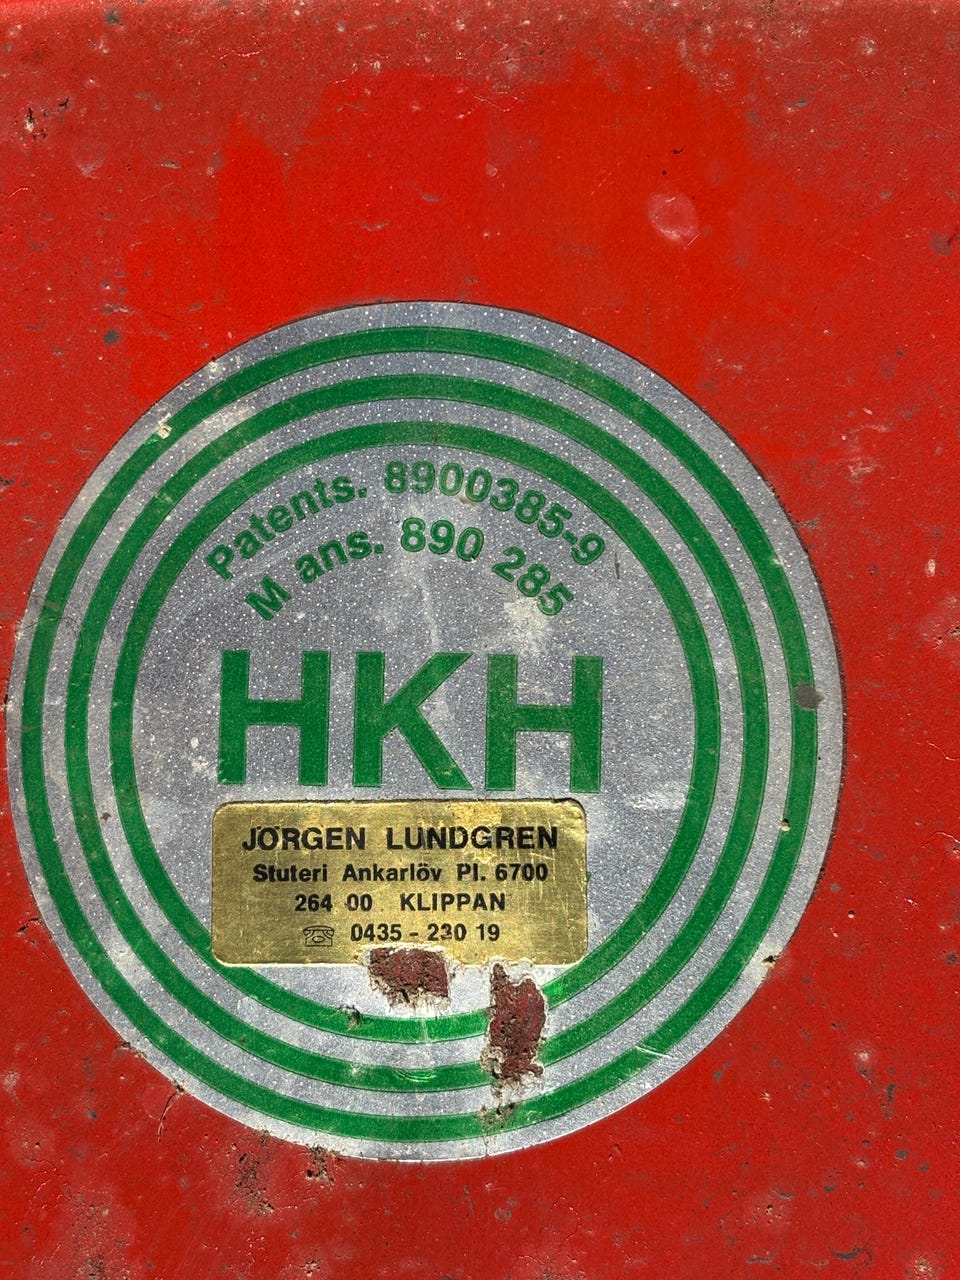 Patents. 8900385-9
M ans. 890 285
HKH
JÖRGEN LUNDGREN
Stuteri Ankarlöv Pl. 6700
264 00 KLIPPAN
☏ 0435 - 230 19